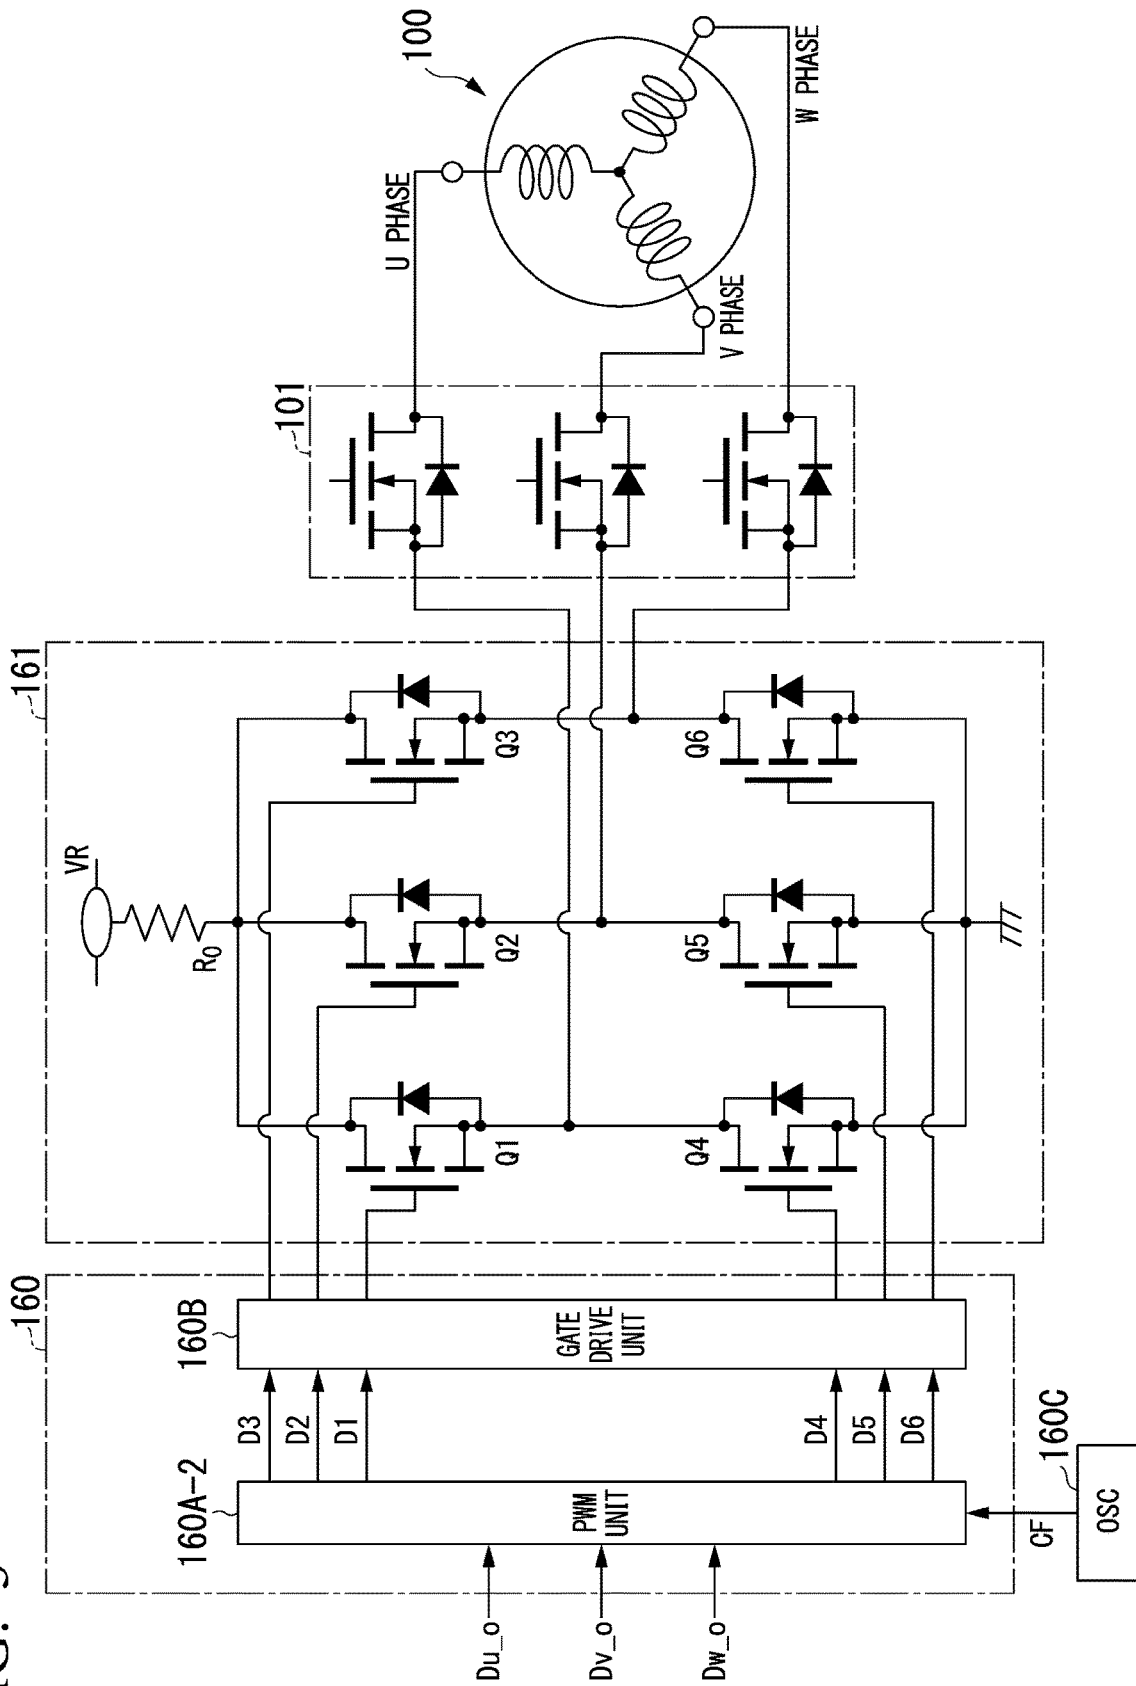 160
161
160A-2
160B
VR
R0
101
100
U PHASE
V PHASE
W PHASE
D3
D2
D1
D4
D5
D6
Du_o
Dv_o
Dw_o
PWM
UNIT
GATE
DRIVE
UNIT
Q1
Q2
Q3
Q4
Q5
Q6
CF
160C
OSC